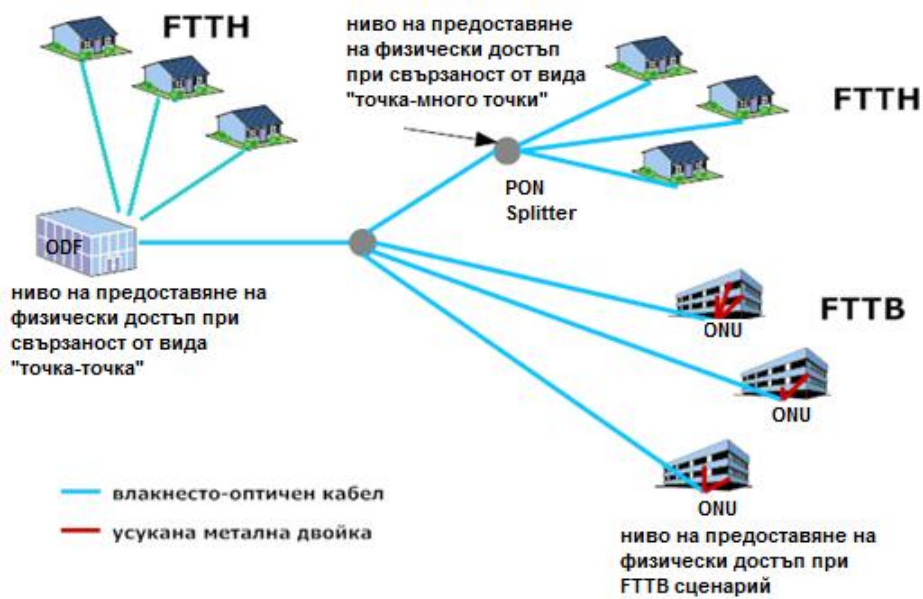 FTTH
ниво на предоставяне
на физически достъп
при свързаност от вида
"точка-много точки"
FTTH
PON
Splitter
ODF
ниво на предоставяне на
физически достъп при
свързаност от вида
"точка-точка"
ONU
FTTB
ONU
ONU
влакнесто-оптичен кабел
усукана метална двойка
ниво на предоставяне на
физически достъп при
FTTB сценарий